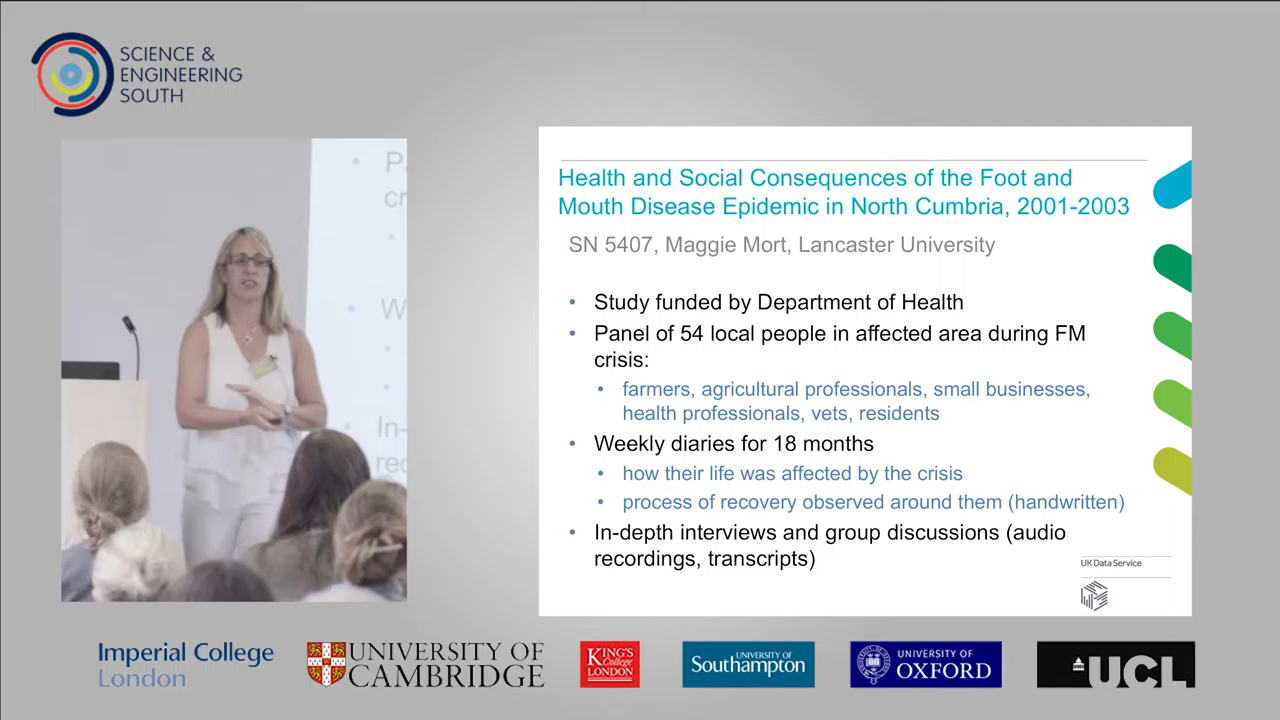 SCIENCE &
ENGINEERING
SOUTH
Health and Social Consequences of the Foot and
Mouth Disease Epidemic in North Cumbria, 2001-2003
SN 5407, Maggie Mort, Lancaster University
• Study funded by Department of Health
• Panel of 54 local people in affected area during FM
crisis:
• farmers, agricultural professionals, small businesses,
health professionals, vets, residents
• Weekly diaries for 18 months
• how their life was affected by the crisis
• process of recovery observed around them (handwritten)
• In-depth interviews and group discussions (audio
recordings, transcripts)
UK Data Service
Imperial College
London
UNIVERSITY OF
CAMBRIDGE
KING'S
College
LONDON
UNIVERSITY OF
Southampton
UNIVERSITY OF
OXFORD
UCL